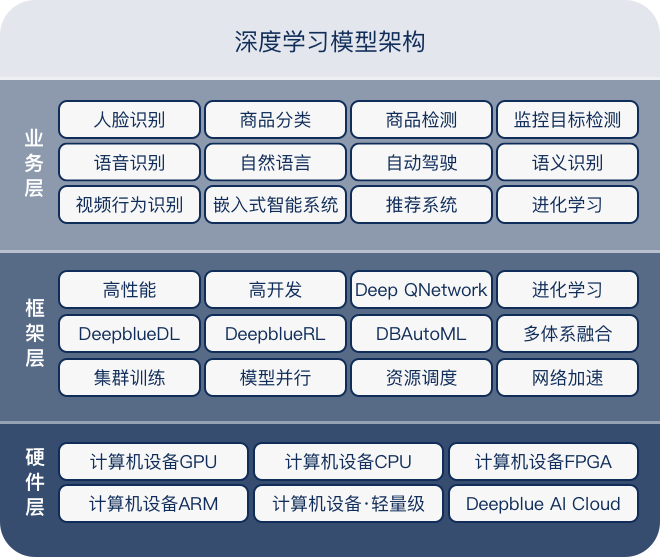 深度学习模型架构
业务层
人脸识别 商品分类 商品检测 监控目标检测
语音识别 自然语言 自动驾驶 语义识别
视频行为识别 嵌入式智能系统 推荐系统 进化学习
框架层
高性能 高开发 Deep QNetwork 进化学习
DeepblueDL DeepblueRL DBAutoML 多体系融合
集群训练 模型并行 资源调度 网络加速
硬件层
计算机设备GPU 计算机设备CPU 计算机设备FPGA
计算机设备ARM 计算机设备·轻量级 Deepblue AI Cloud